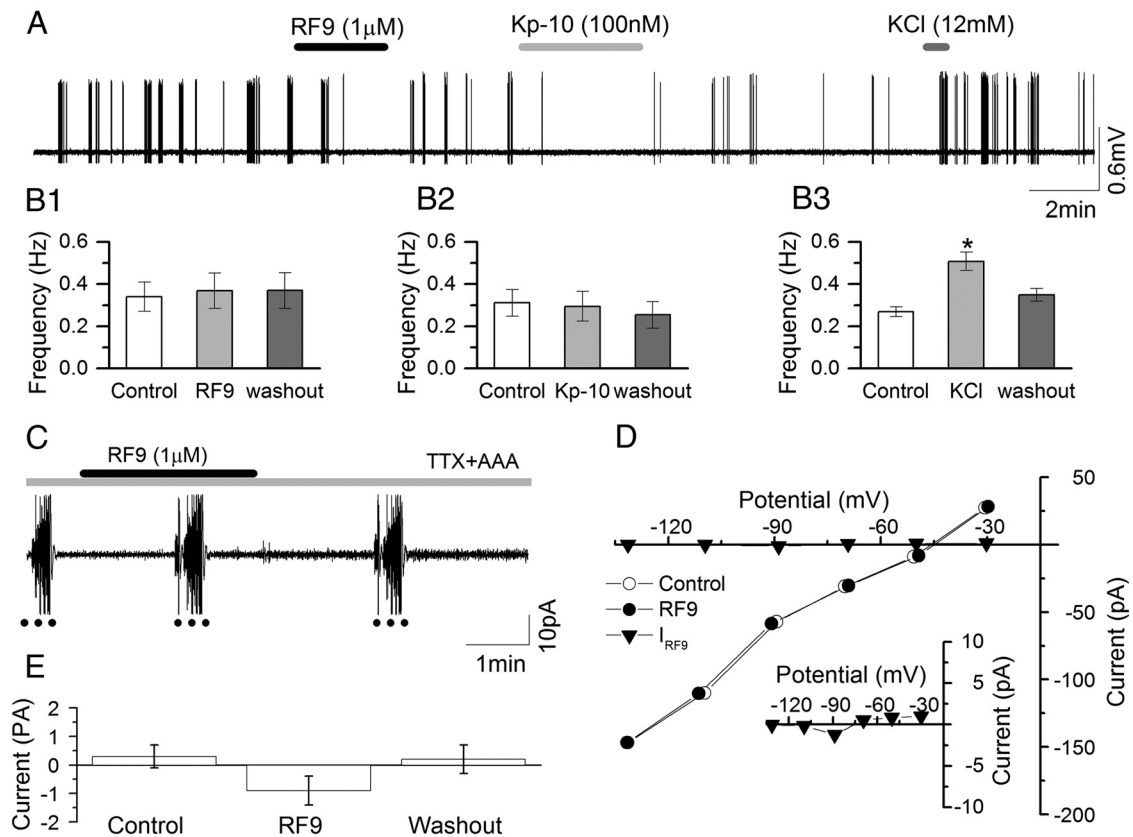 A
RF9 (1μM)
Kp-10 (100nM)
KCl (12mM)
0.6mV
2min
B1
B2
B3
Frequency (Hz)
0.6
0.4
0.2
0.0
Control RF9 washout
Frequency (Hz)
0.6
0.4
0.2
0.0
Control Kp-10 washout
Frequency (Hz)
0.6
0.4
0.2
0.0
*
Control KCl washout
C
RF9 (1μM)
TTX+AAA
10pA
1min
D
Potential (mV)
-120 -90 -60 -30
Control
RF9
IRF9
50
0
-50
-100
-150
-200
Current (pA)
Potential (mV)
-120 -90 -60 -30
10
5
0
-5
-10
Current (pA)
E
Current (PA)
2
1
0
-1
-2
Control RF9 Washout